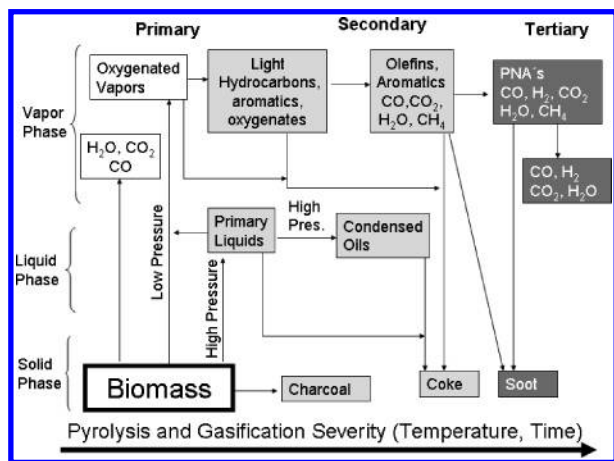 Primary
Secondary
Tertiary
Vapor
Phase
Oxygenated
Vapors
Light
Hydrocarbons,
aromatics,
oxygenates
Olefins,
Aromatics
CO,CO₂,
H₂O, CH₄
PNA´s
CO, H₂, CO₂
H₂O, CH₄
H₂O, CO₂
CO
CO, H₂
CO₂, H₂O
Liquid
Phase
Low Pressure
Primary
Liquids
High
Pres.
Condensed
Oils
High Pressure
Solid
Phase
Biomass
Charcoal
Coke
Soot
Pyrolysis and Gasification Severity (Temperature, Time)